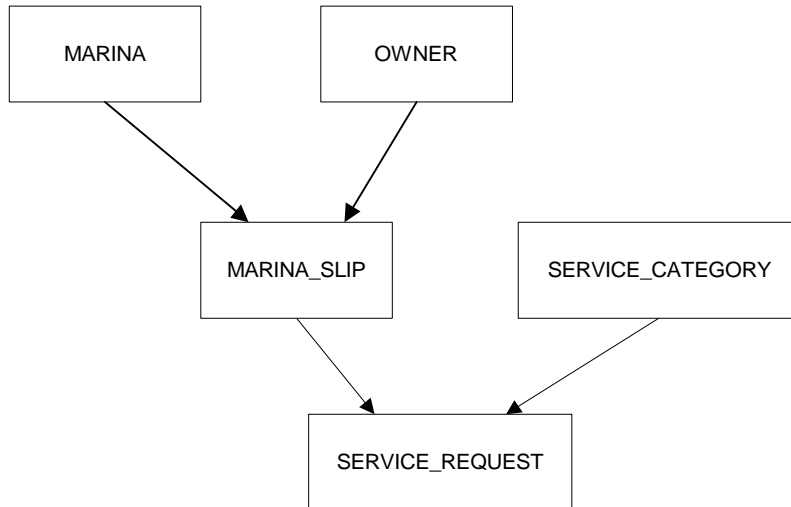 MARINA
OWNER
MARINA_SLIP
SERVICE_CATEGORY
SERVICE_REQUEST